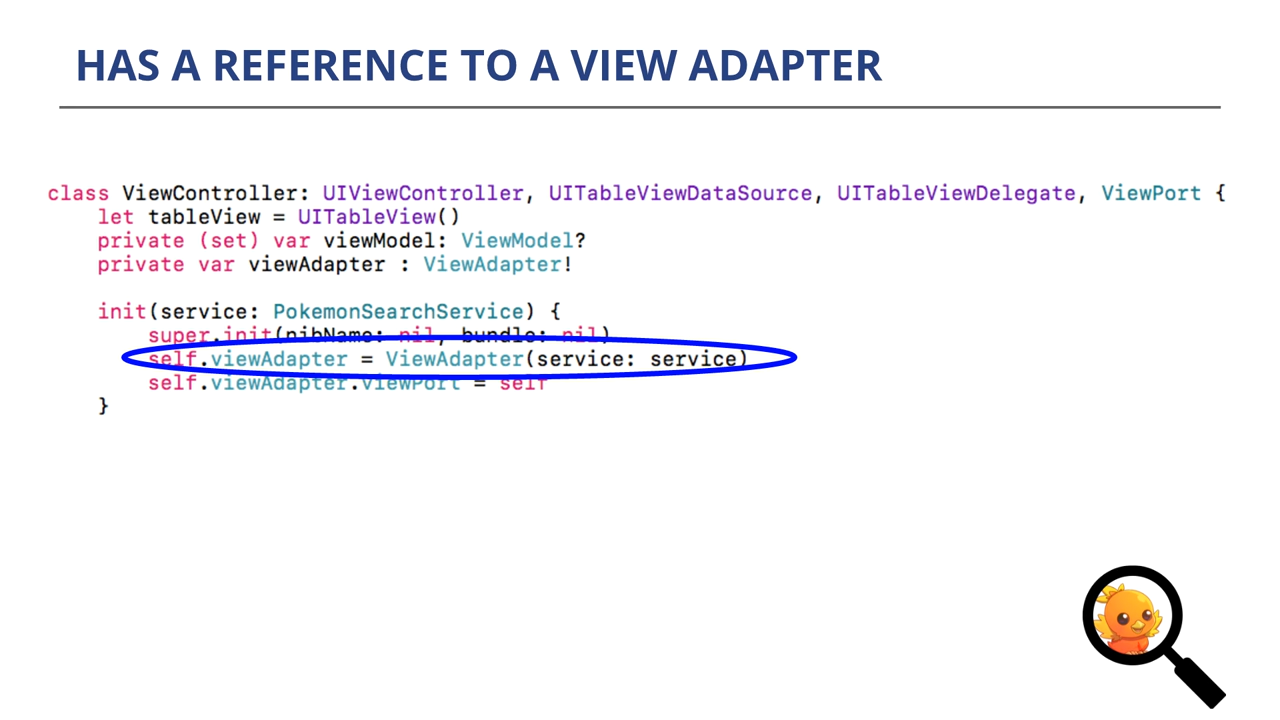 HAS A REFERENCE TO A VIEW ADAPTER
class ViewController: UIViewController, UITableViewDataSource, UITableViewDelegate, ViewPort {
    let tableView = UITableView()
    private (set) var viewModel: ViewModel?
    private var viewAdapter : ViewAdapter!
    init(service: PokemonSearchService) {
        super.init(nibName: nil, bundle: nil)
        self.viewAdapter = ViewAdapter(service: service)
        self.viewAdapter.viewPort = self
    }